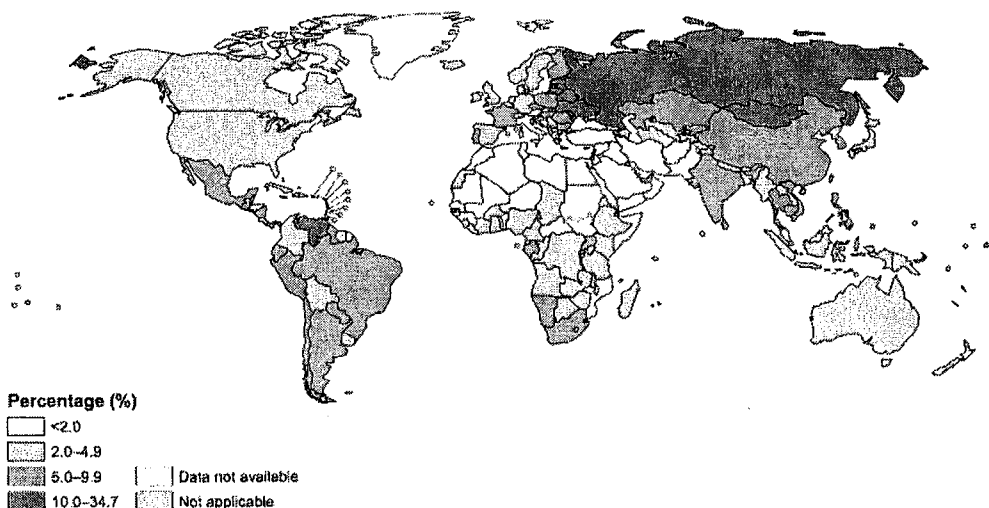 Percentage (%)
<2.0
2.0–4.9
5.0–9.9
10.0–34.7
Data not available
Not applicable